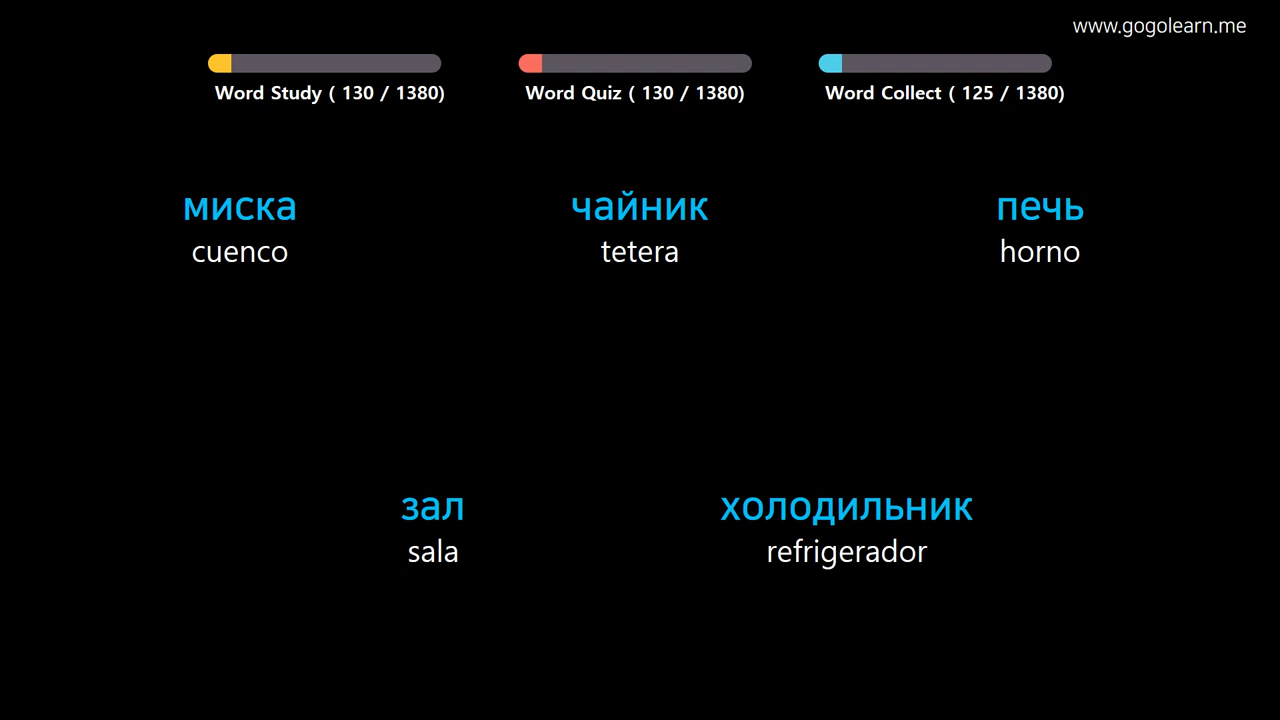 www.gogolearn.me
Word Study ( 130 / 1380)
Word Quiz ( 130 / 1380)
Word Collect ( 125 / 1380)
миска
cuenco
чайник
tetera
печь
horno
зал
sala
холодильник
refrigerador